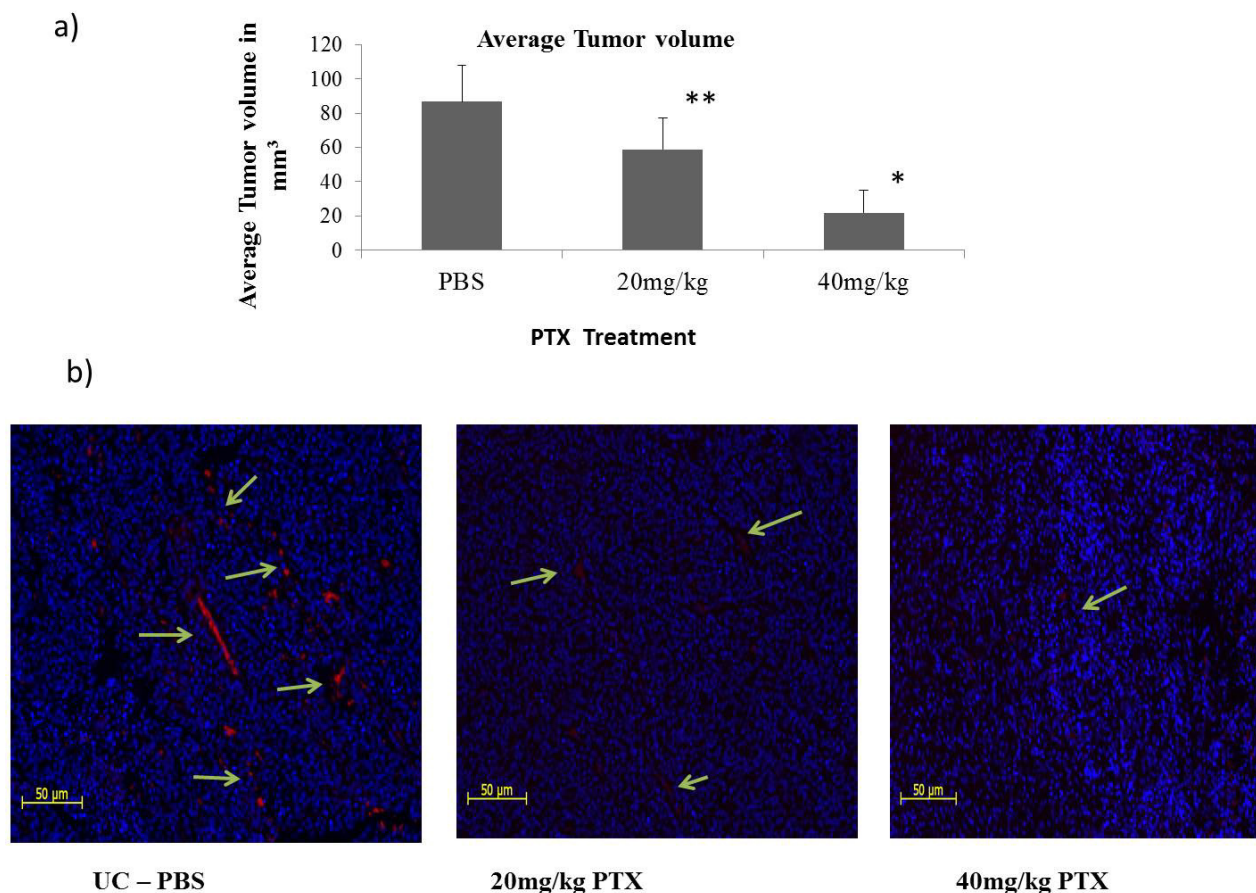 a)
Average Tumor volume
Average Tumor volume in
mm³
120
100
80
60
40
20
0
**
*
PBS 20mg/kg 40mg/kg
PTX Treatment
b)
50 µm 50 µm 50 µm
UC – PBS 20mg/kg PTX 40mg/kg PTX